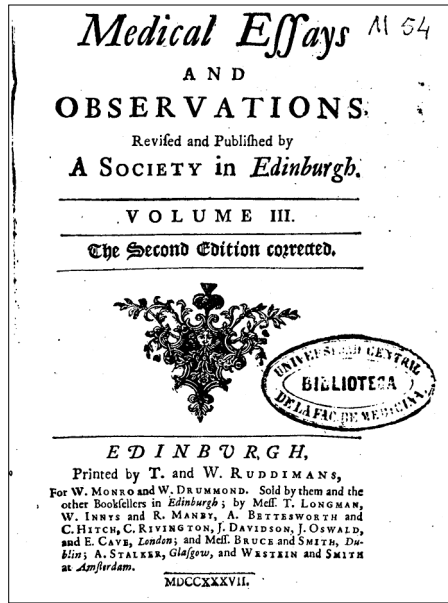 Medical Eſſays
M 54
AND
OBSERVATIONS.
Reviſed and Publiſhed by
A SOCIETY in Edinburgh.
VOLUME III.
The Second Edition corrected.
UNIVERSIDAD CENTRAL
BIBLIOTECA
DE LA FAC. DE MEDICINA
EDINBURGH,
Printed by T. and W. RUDDIMANS,
For W. MONRO and W. DRUMMOND. Sold by them and the
other Bookſellers in Edinburgh; by Meſſ. T. LONGMAN,
W. INNYS and R. MANBY, A. BETTESWORTH and
C. HITCH, C. RIVINGTON, J. DAVIDSON, J. OSWALD,
and E. CAVE, London; and Meſſ. BRUCE and SMITH, Du-
blin; A. STALKER, Glaſgow, and WESTEIN and SMITH
at Amſterdam.
MDCCXXXVII.